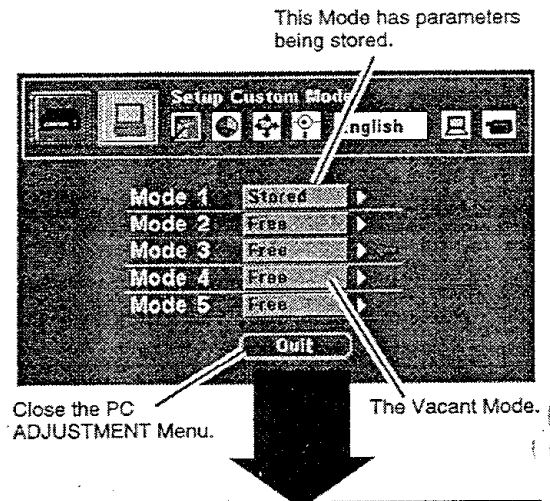 This Mode has parameters
being stored.
Setup Custom Mode
English
Mode 1 Stored
Mode 2 Free
Mode 3 Free
Mode 4 Free
Mode 5 Free
Quit
Close the PC
ADJUSTMENT Menu.
The Vacant Mode.